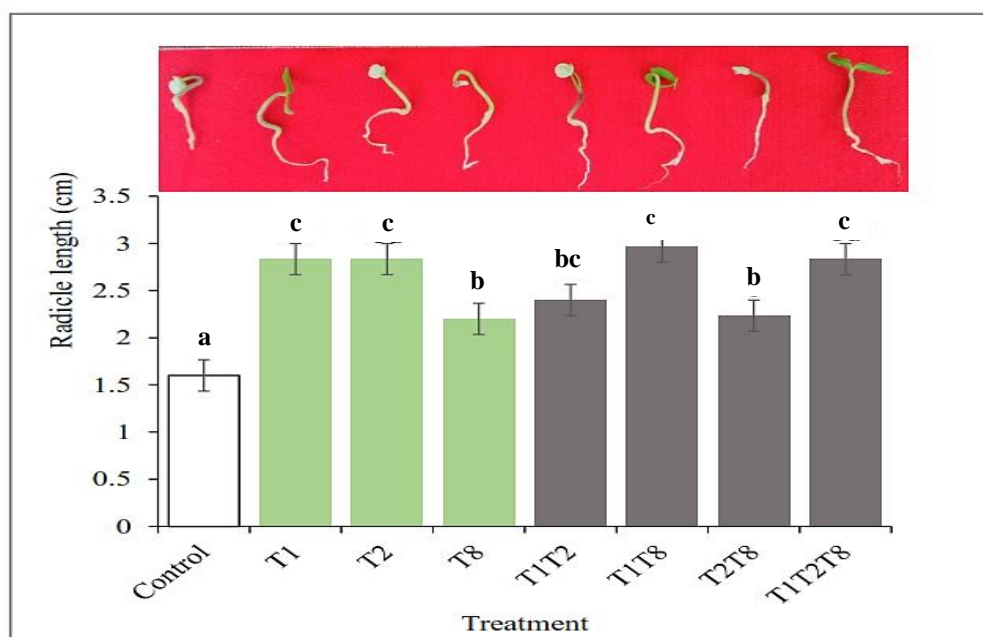 Radicle length (cm)
3.5
3
2.5
2
1.5
1
0.5
0
a
c
c
b
bc
c
b
c
Control
T1
T2
T8
T1T2
T1T8
T2T8
T1T2T8
Treatment